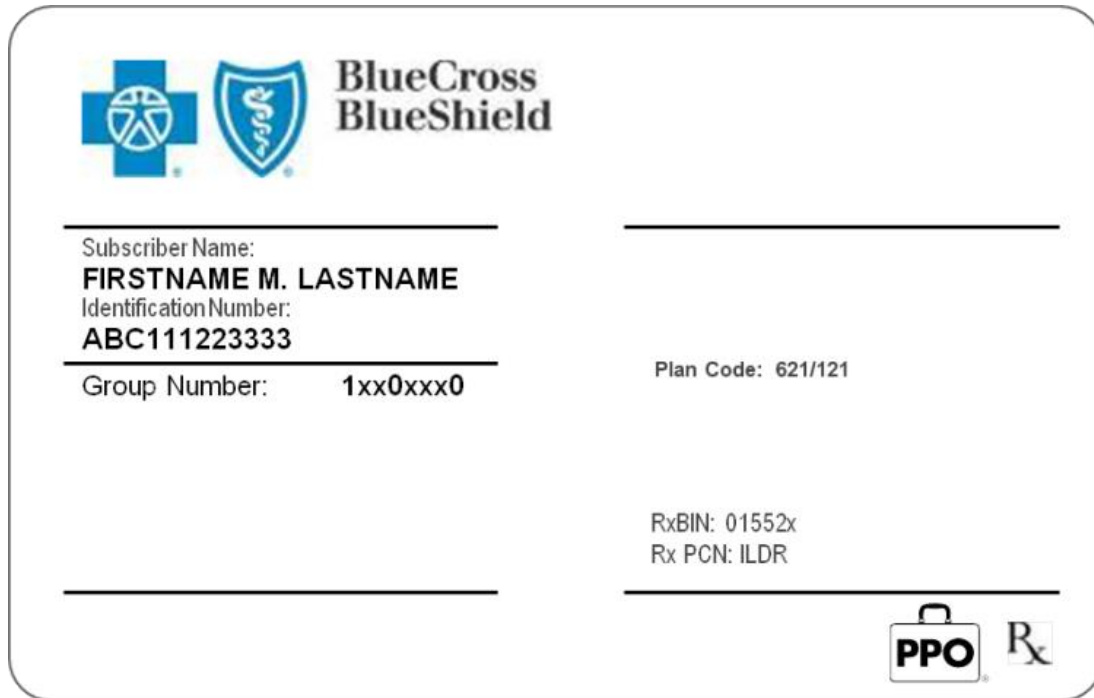 BlueCross
BlueShield
Subscriber Name:
FIRSTNAME M. LASTNAME
Identification Number:
ABC111223333
Group Number: 1xx0xxx0
Plan Code: 621/121
RxBIN: 01552x
Rx PCN: ILDR
PPO
Rx